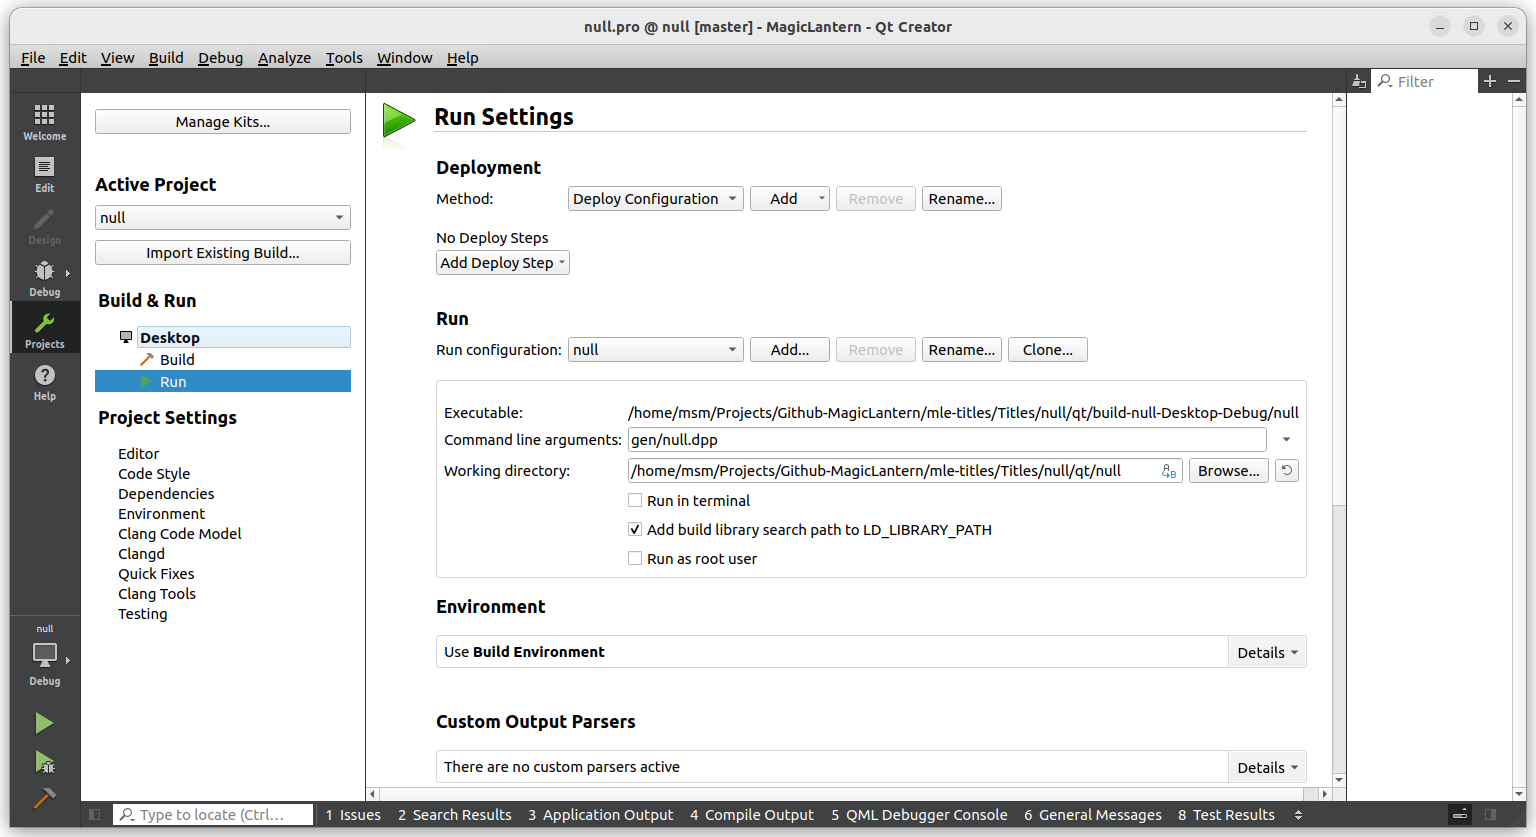 null.pro @ null [master] - MagicLantern - Qt Creator
File Edit View Build Debug Analyze Tools Window Help
Filter
Welcome
Edit
Design
Debug
Projects
Help
null
Debug
Manage Kits...
Active Project
null
Import Existing Build...
Build & Run
Desktop
Build
Run
Project Settings
Editor
Code Style
Dependencies
Environment
Clang Code Model
Clangd
Quick Fixes
Clang Tools
Testing
Run Settings
Deployment
Method: Deploy Configuration Add Remove Rename...
No Deploy Steps
Add Deploy Step
Run
Run configuration: null Add... Remove Rename... Clone...
Executable: /home/msm/Projects/Github-MagicLantern/mle-titles/Titles/null/qt/build-null-Desktop-Debug/null
Command line arguments: gen/null.dpp
Working directory: /home/msm/Projects/Github-MagicLantern/mle-titles/Titles/null/qt/null Browse...
Run in terminal
Add build library search path to LD_LIBRARY_PATH
Run as root user
Environment
Use Build Environment Details
Custom Output Parsers
There are no custom parsers active Details
Type to locate (Ctrl... 1 Issues 2 Search Results 3 Application Output 4 Compile Output 5 QML Debugger Console 6 General Messages 8 Test Results